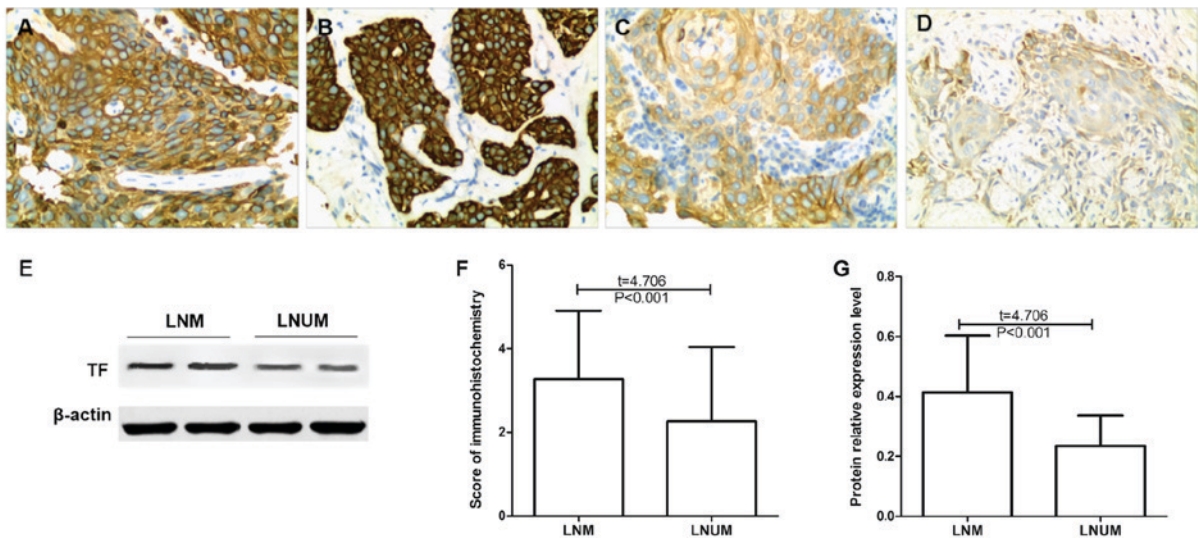 A
B
C
D
E
LNM LNUM
TF
β-actin
F
Score of immunohistochemistry
6
4
2
0
t=4.706
P<0.001
LNM LNUM
G
Protein relative expression level
0.8
0.6
0.4
0.2
0.0
t=4.706
P<0.001
LNM LNUM